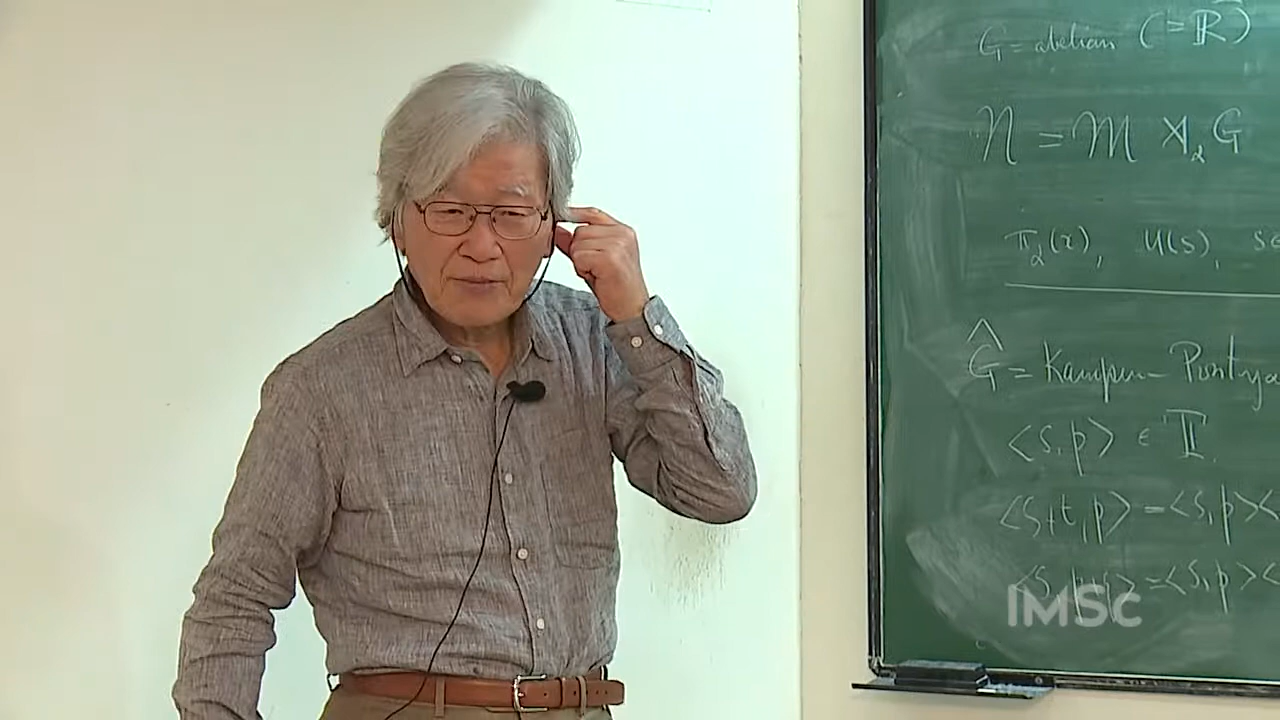 G = abelian (= ℝ)
𝔑 = 𝔐 ⋊_α G
π_α(x), U(s), s∈
Ĝ = Kampen - Pontrya
<s, p> ∈ 𝕋.
<s+t, p> = <s, p> <
<s, p+q> = <s, p> <
IMSc